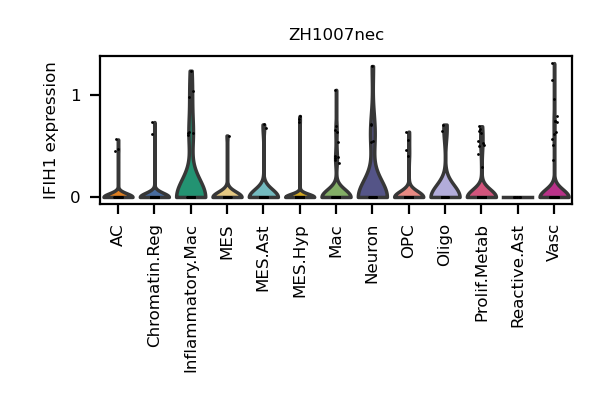 ZH1007nec
IFIH1 expression
1
0
AC
Chromatin.Reg
Inflammatory.Mac
MES
MES.Ast
MES.Hyp
Mac
Neuron
OPC
Oligo
Prolif.Metab
Reactive.Ast
Vasc